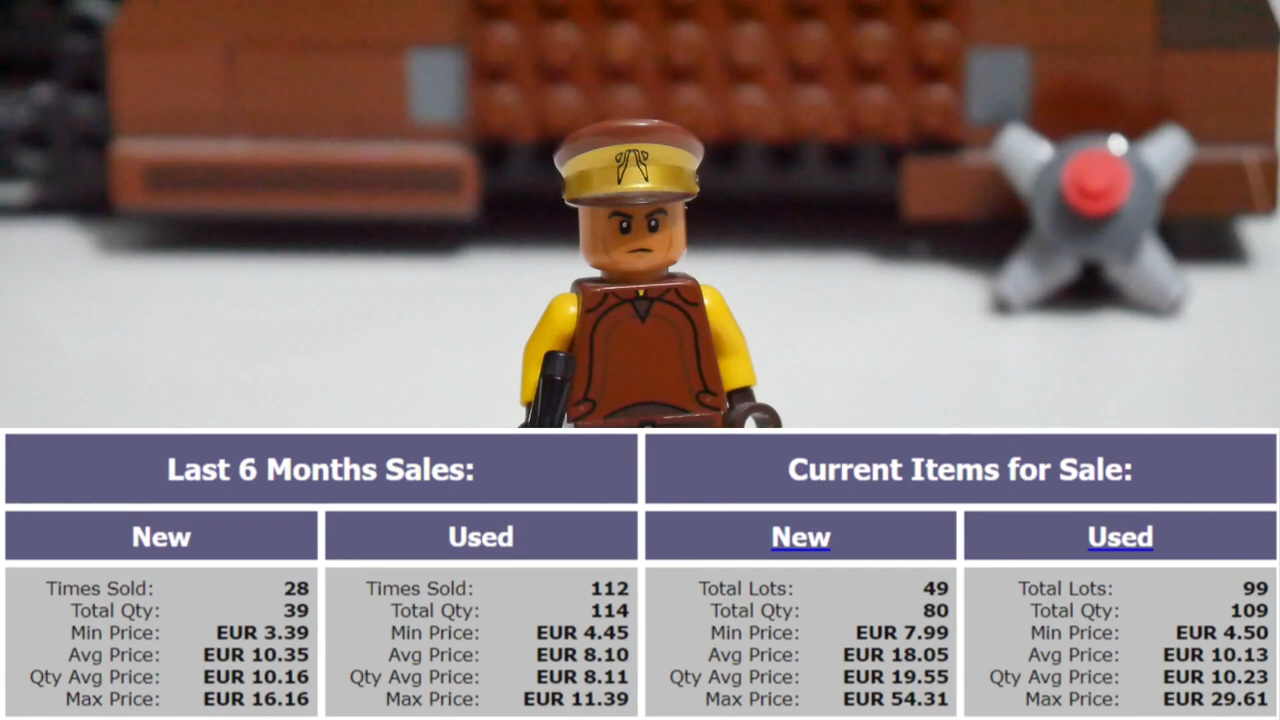 Last 6 Months Sales: Current Items for Sale:
New Used New Used
Times Sold: 28 Times Sold: 112 Total Lots: 49 Total Lots: 99
Total Qty: 39 Total Qty: 114 Total Qty: 80 Total Qty: 109
Min Price: EUR 3.39 Min Price: EUR 4.45 Min Price: EUR 7.99 Min Price: EUR 4.50
Avg Price: EUR 10.35 Avg Price: EUR 8.10 Avg Price: EUR 18.05 Avg Price: EUR 10.13
Qty Avg Price: EUR 10.16 Qty Avg Price: EUR 8.11 Qty Avg Price: EUR 19.55 Qty Avg Price: EUR 10.23
Max Price: EUR 16.16 Max Price: EUR 11.39 Max Price: EUR 54.31 Max Price: EUR 29.61